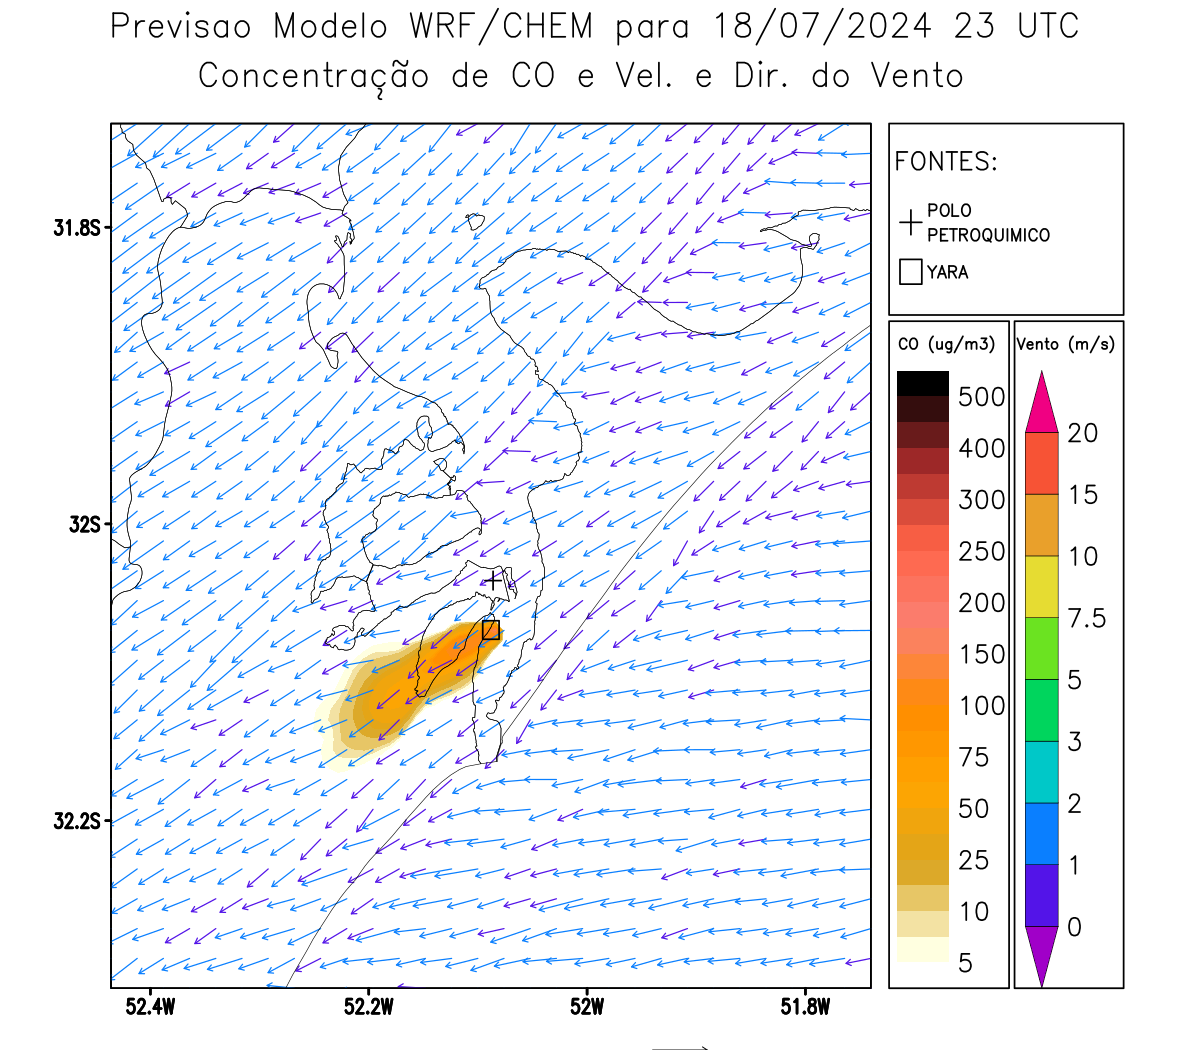 Previsao Modelo WRF/CHEM para 18/07/2024 23 UTC
Concentração de CO e Vel. e Dir. do Vento
FONTES:
POLO
PETROQUIMICO
YARA
CO (ug/m3)
500
400
300
250
200
150
100
75
50
25
10
5
Vento (m/s)
20
15
10
7.5
5
3
2
1
0
31.8S
32S
32.2S
52.4W
52.2W
52W
51.8W